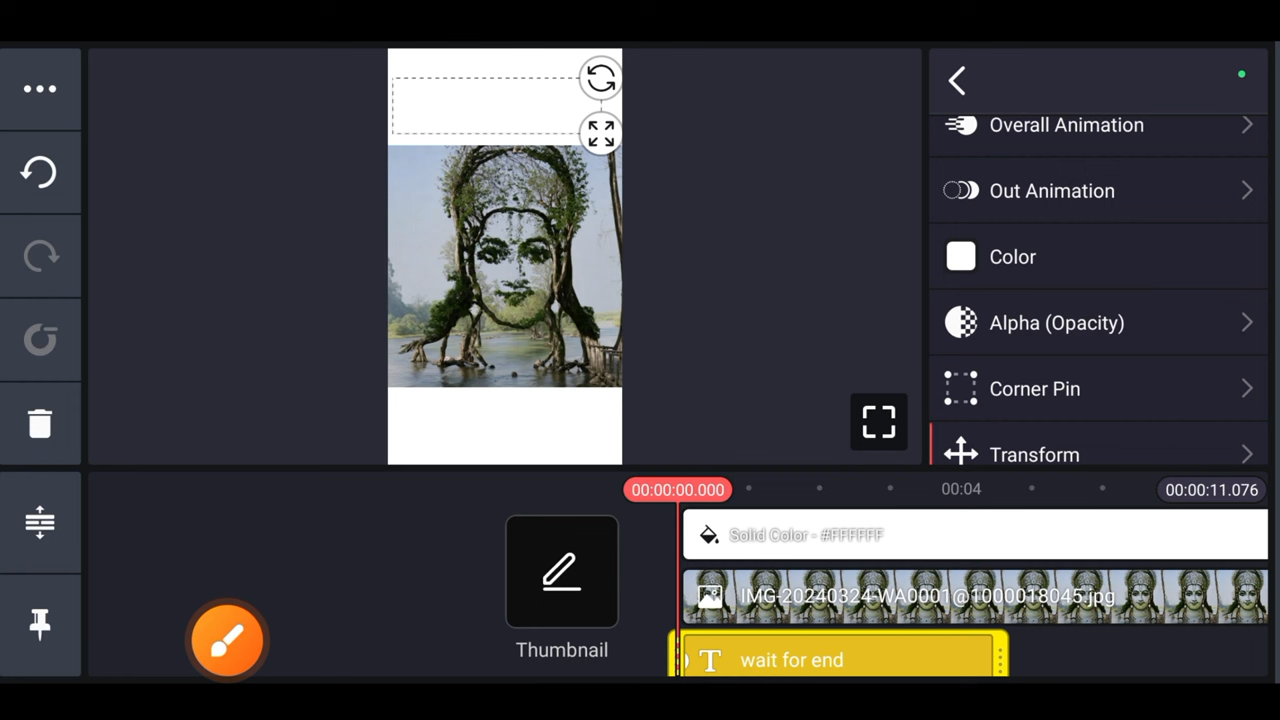 Overall Animation
Out Animation
Color
Alpha (Opacity)
Corner Pin
Transform
00:00:00.000
00:04
00:00:11.076
Solid Color - #FFFFFF
IMG-20240324-WA0001@1000018045.jpg
Thumbnail
T wait for end